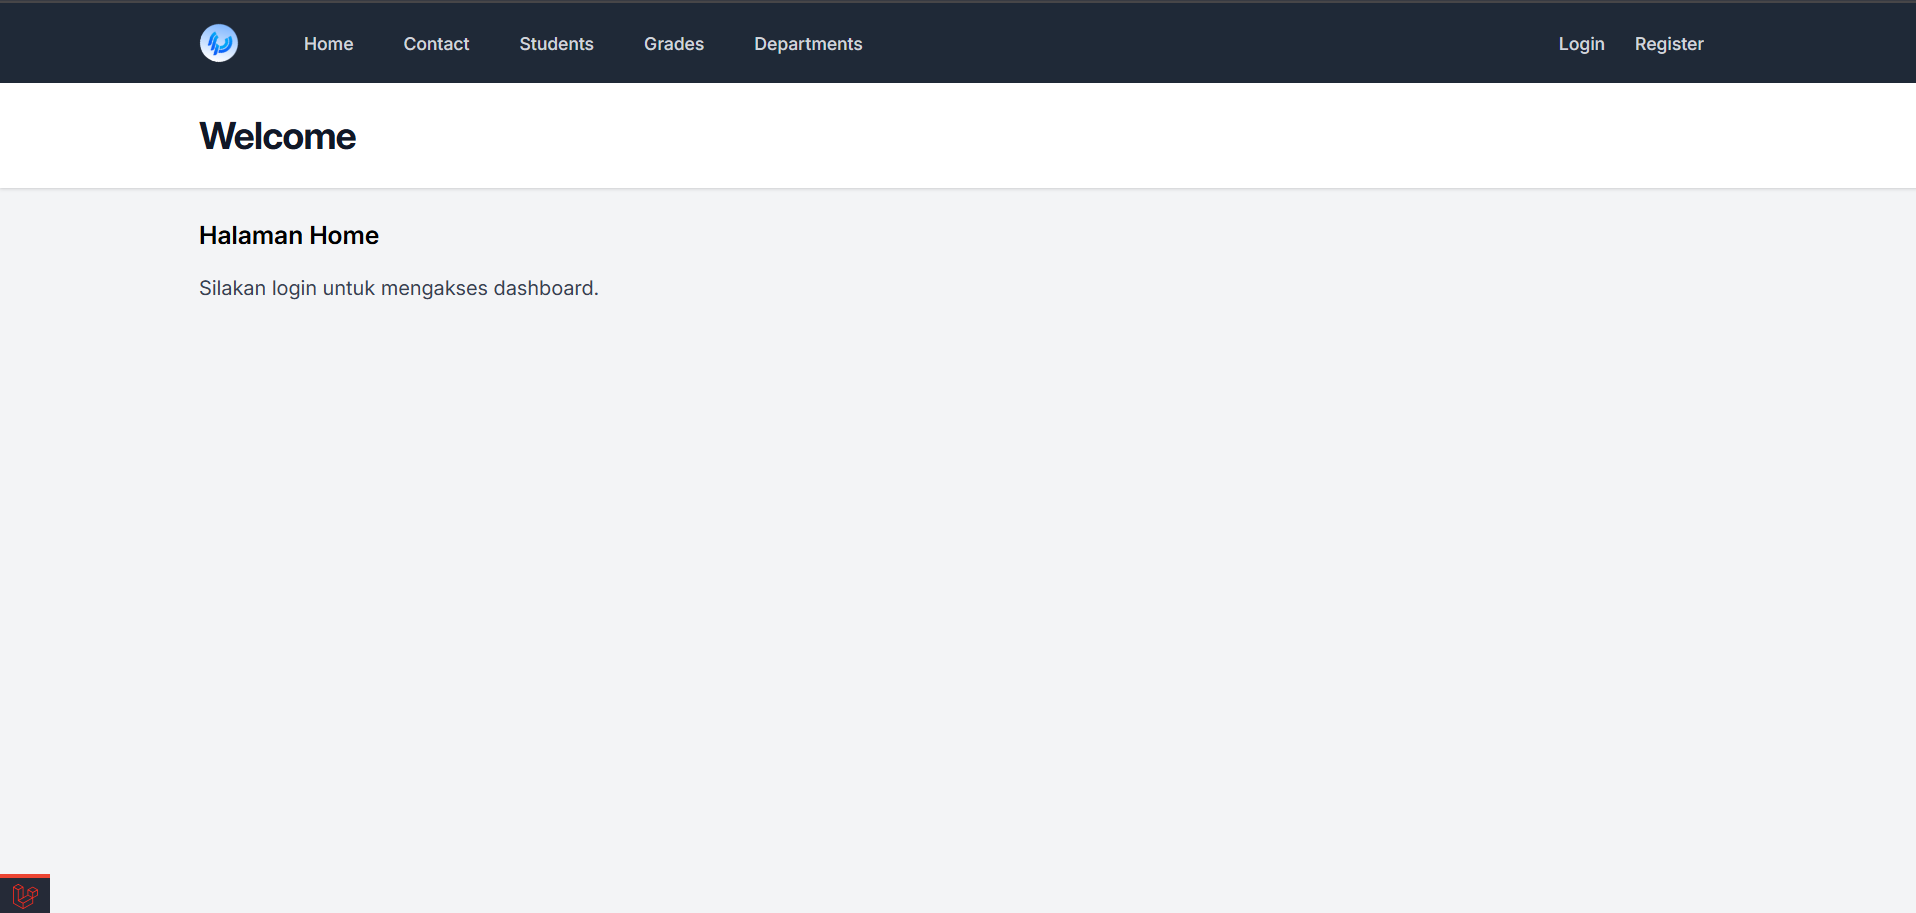 Home Contact Students Grades Departments Login Register
Welcome
Halaman Home
Silakan login untuk mengakses dashboard.